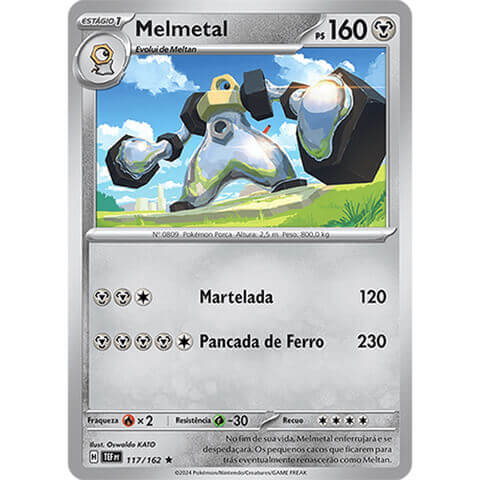 ESTÁGIO 1
Melmetal
PS 160
Evolui de Meltan
Nº 0809 Pokémon Porca Altura: 2,5 m Peso: 800,0 kg
Martelada 120
Pancada de Ferro 230
Fraqueza × 2 Resistência -30 Recuo
Ilust. Oswaldo KATO
H TEF PT 117/162 ★
No fim de sua vida, Melmetal enferrujará e se
despedaçará. Os pequenos cacos que ficarem para
trás eventualmente renascerão como Meltan.
©2024 Pokémon/Nintendo/Creatures/GAME FREAK